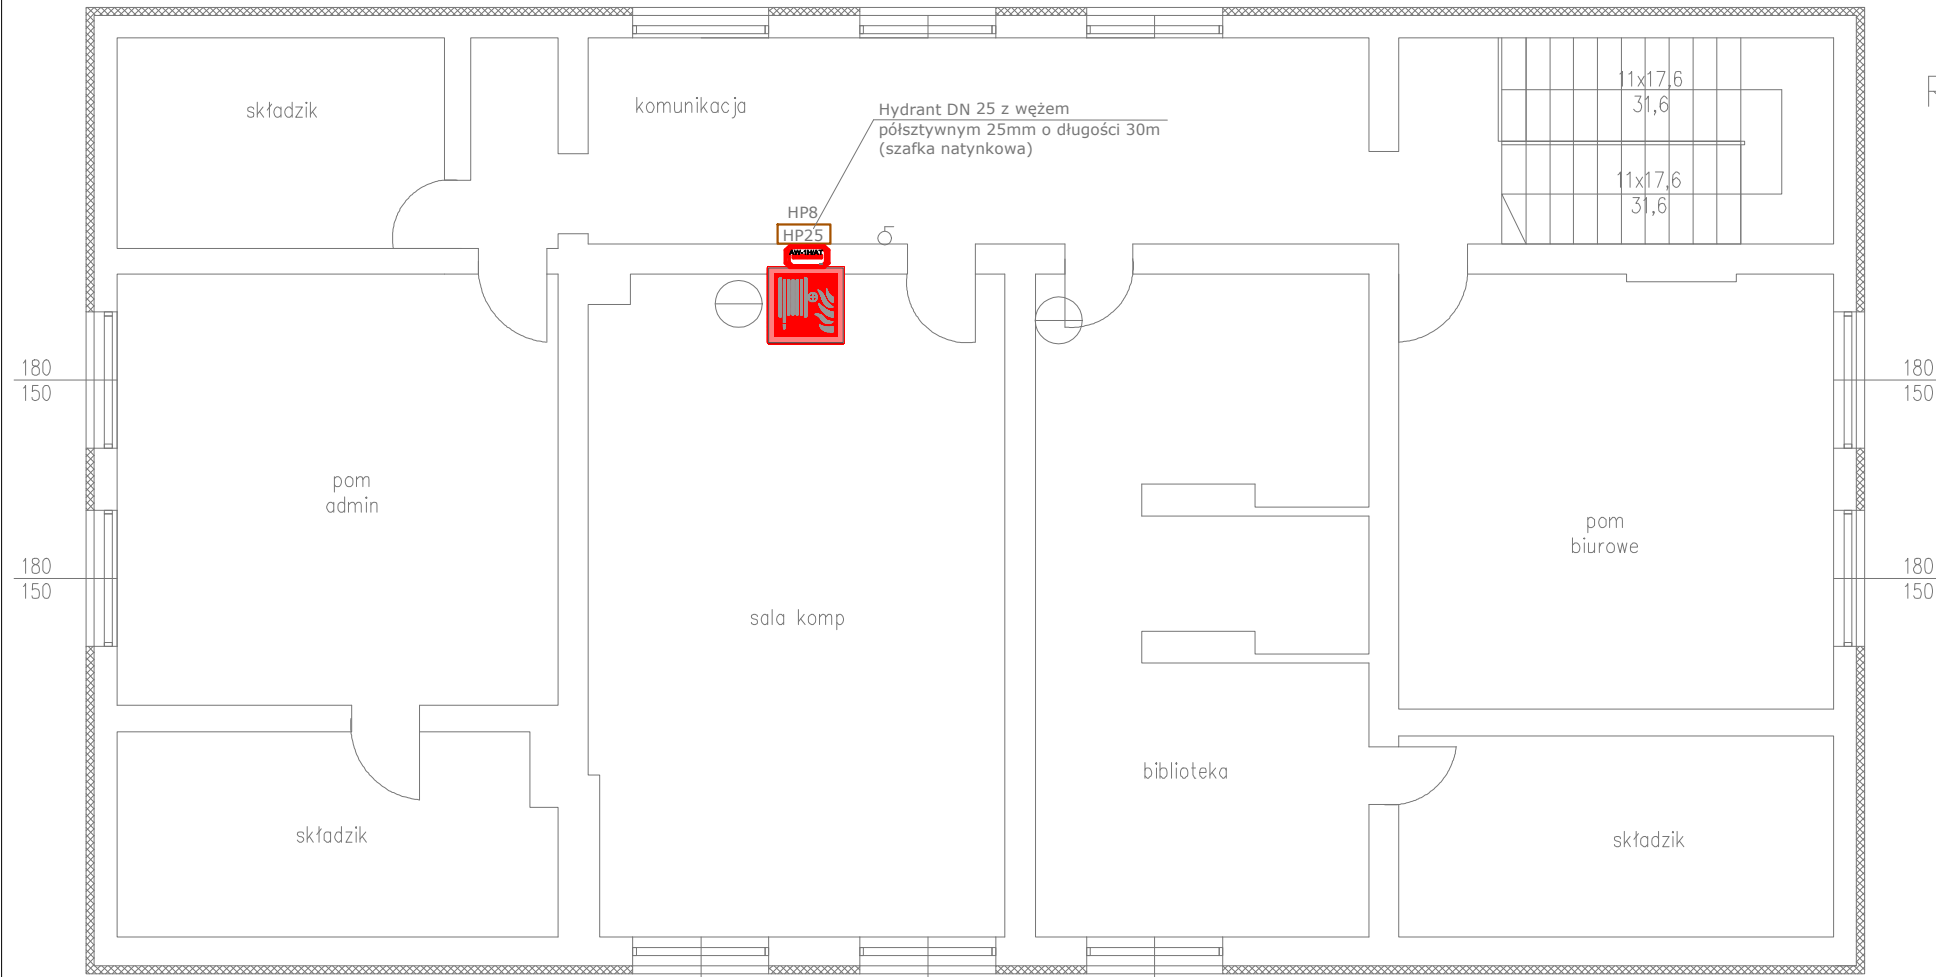 składzik
komunikacja
Hydrant DN 25 z wężem
półsztywnym 25mm o długości 30m
(szafka natynkowa)
11x17,6
31,6
11x17,6
31,6
HP8
HP25
180
150
180
150
pom
admin
180
150
180
150
pom
biurowe
sala komp
biblioteka
składzik
składzik